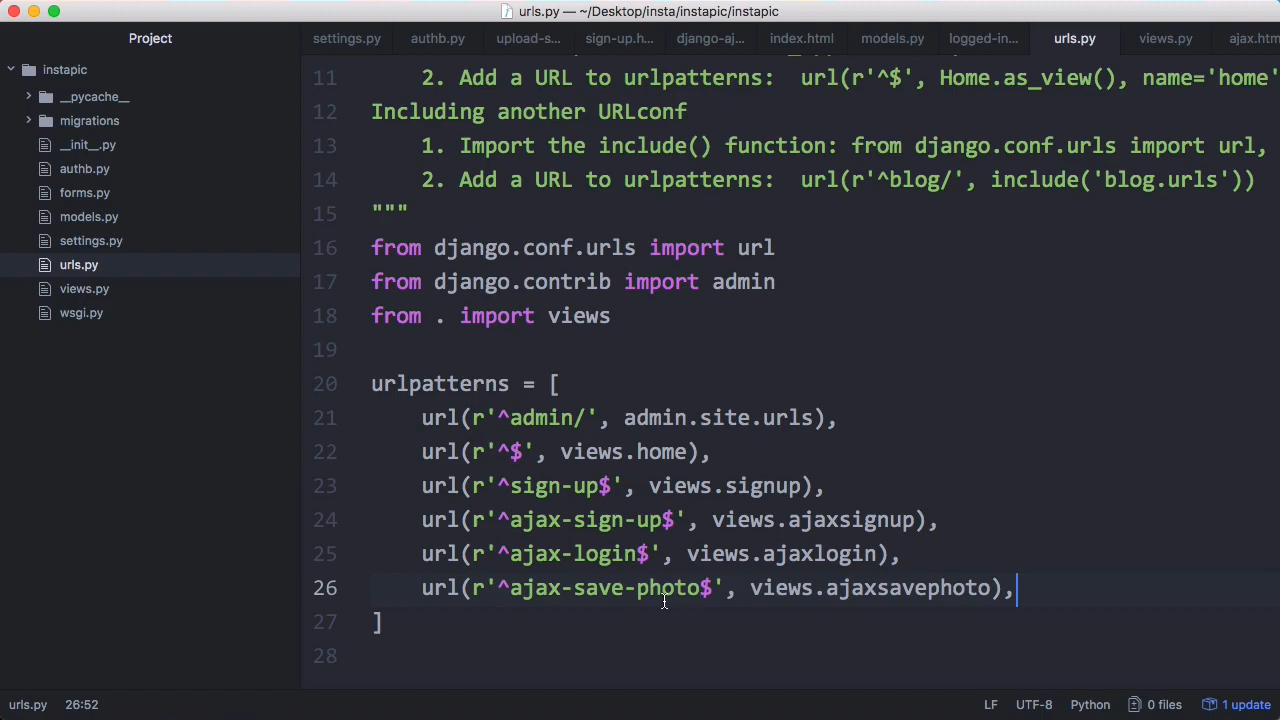 urls.py — ~/Desktop/insta/instapic/instapic
Project
settings.py authb.py upload-s... sign-up.h... django-aj... index.html models.py logged-in... urls.py views.py ajax.htm
instapic
__pycache__
migrations
__init__.py
authb.py
forms.py
models.py
settings.py
urls.py
views.py
wsgi.py
11 2. Add a URL to urlpatterns:  url(r'^$', Home.as_view(), name='home'
12 Including another URLconf
13 1. Import the include() function: from django.conf.urls import url,
14 2. Add a URL to urlpatterns:  url(r'^blog/', include('blog.urls'))
15 """
16 from django.conf.urls import url
17 from django.contrib import admin
18 from . import views
19
20 urlpatterns = [
21 url(r'^admin/', admin.site.urls),
22 url(r'^$', views.home),
23 url(r'^sign-up$', views.signup),
24 url(r'^ajax-sign-up$', views.ajaxsignup),
25 url(r'^ajax-login$', views.ajaxlogin),
26 url(r'^ajax-save-photo$', views.ajaxsavephoto),
27 ]
28
urls.py 26:52 LF UTF-8 Python 0 files 1 update